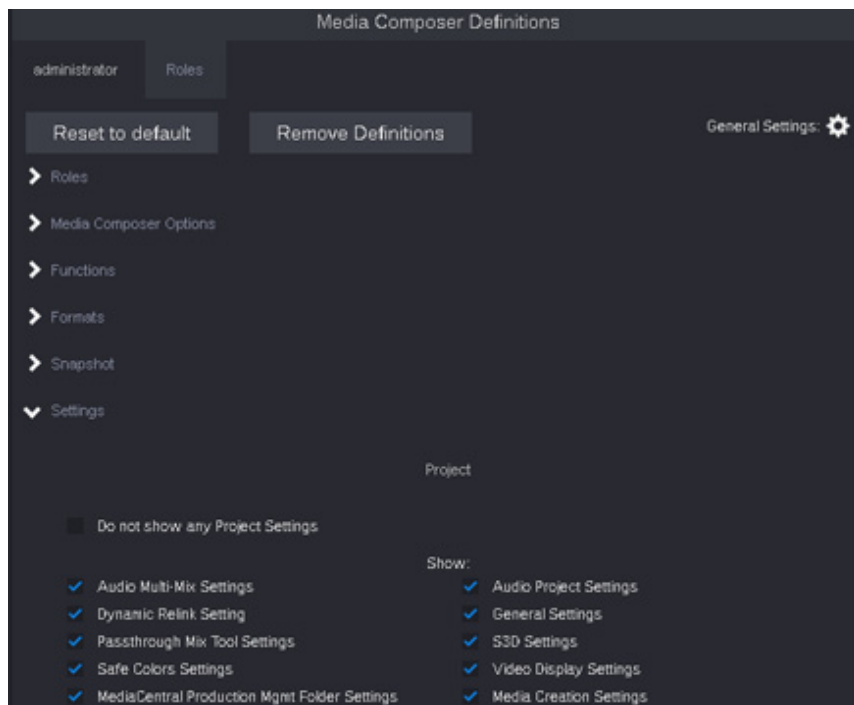 Media Composer Definitions
administrator
Roles
Reset to default
Remove Definitions
General Settings:
Roles
Media Composer Options
Functions
Formats
Snapshot
Settings
Project
Do not show any Project Settings
Show:
Audio Multi-Mix Settings
Audio Project Settings
Dynamic Relink Setting
General Settings
Passthrough Mix Tool Settings
S3D Settings
Safe Colors Settings
Video Display Settings
MediaCentral Production Mgmt Folder Settings
Media Creation Settings